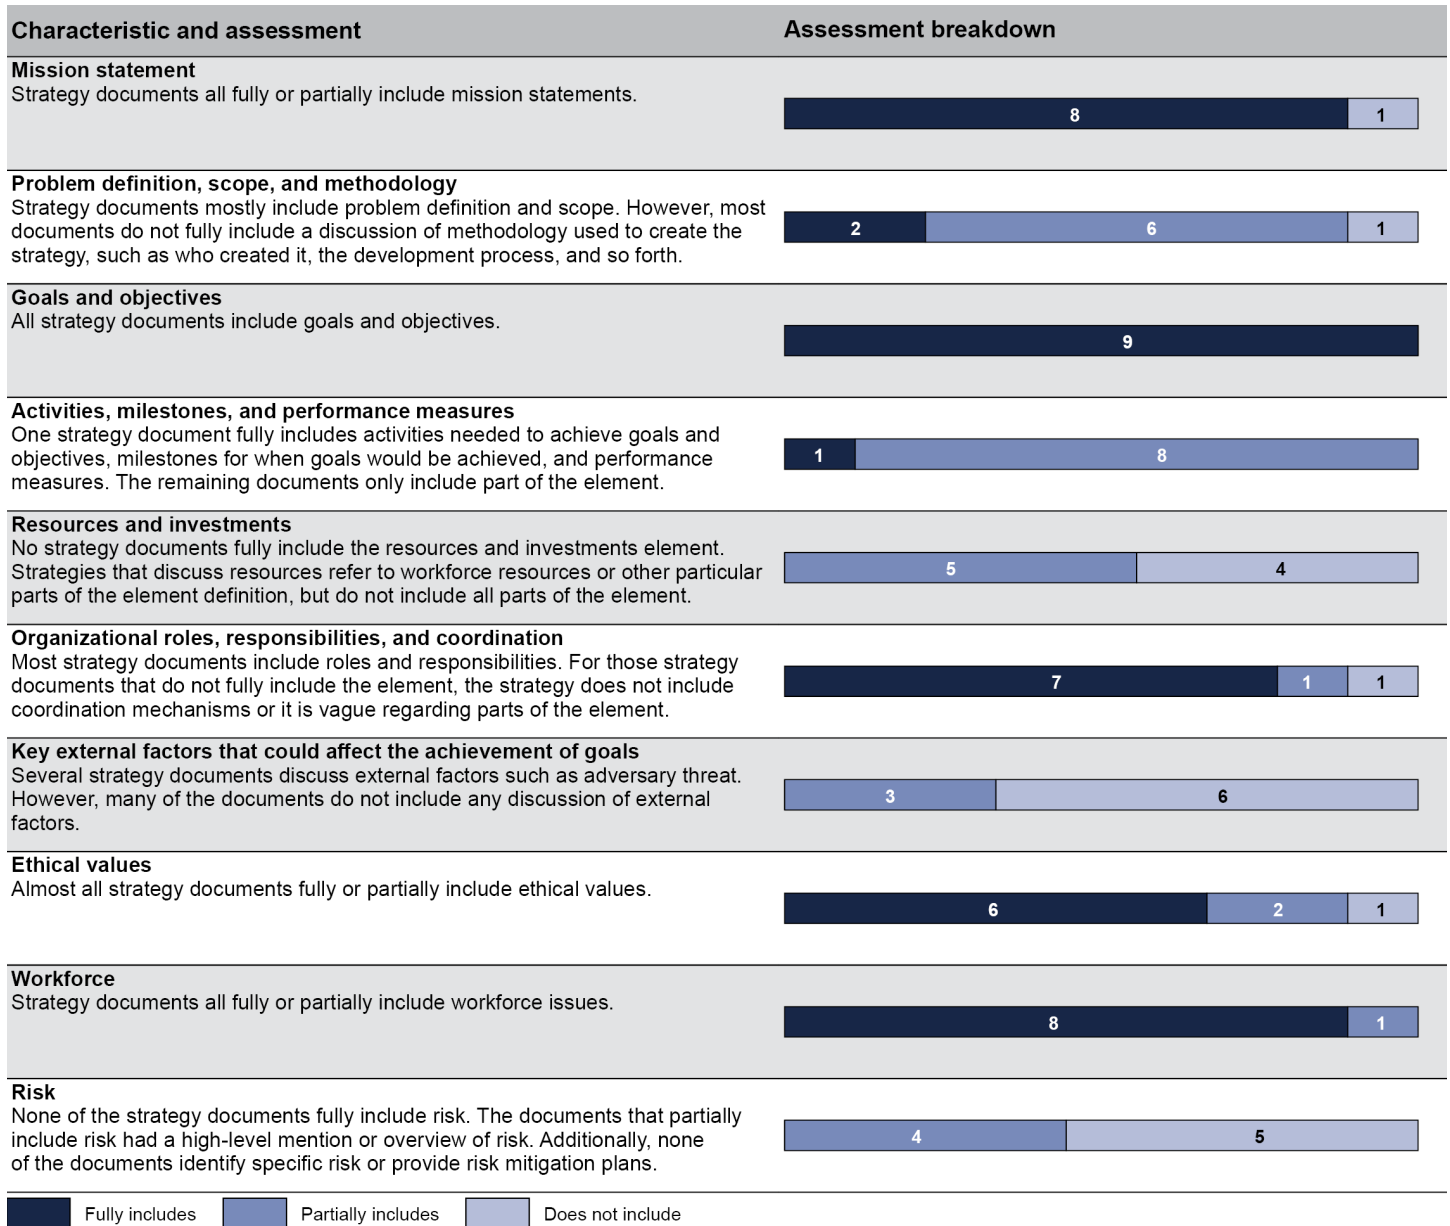 Characteristic and assessment
Assessment breakdown
Mission statement
Strategy documents all fully or partially include mission statements.
8
1
Problem definition, scope, and methodology
Strategy documents mostly include problem definition and scope. However, most
documents do not fully include a discussion of methodology used to create the
strategy, such as who created it, the development process, and so forth.
2
6
1
Goals and objectives
All strategy documents include goals and objectives.
9
Activities, milestones, and performance measures
One strategy document fully includes activities needed to achieve goals and
objectives, milestones for when goals would be achieved, and performance
measures. The remaining documents only include part of the element.
1
8
Resources and investments
No strategy documents fully include the resources and investments element.
Strategies that discuss resources refer to workforce resources or other particular
parts of the element definition, but do not include all parts of the element.
5
4
Organizational roles, responsibilities, and coordination
Most strategy documents include roles and responsibilities. For those strategy
documents that do not fully include the element, the strategy does not include
coordination mechanisms or it is vague regarding parts of the element.
7
1
1
Key external factors that could affect the achievement of goals
Several strategy documents discuss external factors such as adversary threat.
However, many of the documents do not include any discussion of external
factors.
3
6
Ethical values
Almost all strategy documents fully or partially include ethical values.
6
2
1
Workforce
Strategy documents all fully or partially include workforce issues.
8
1
Risk
None of the strategy documents fully include risk. The documents that partially
include risk had a high-level mention or overview of risk. Additionally, none
of the documents identify specific risk or provide risk mitigation plans.
4
5
Fully includes
Partially includes
Does not include